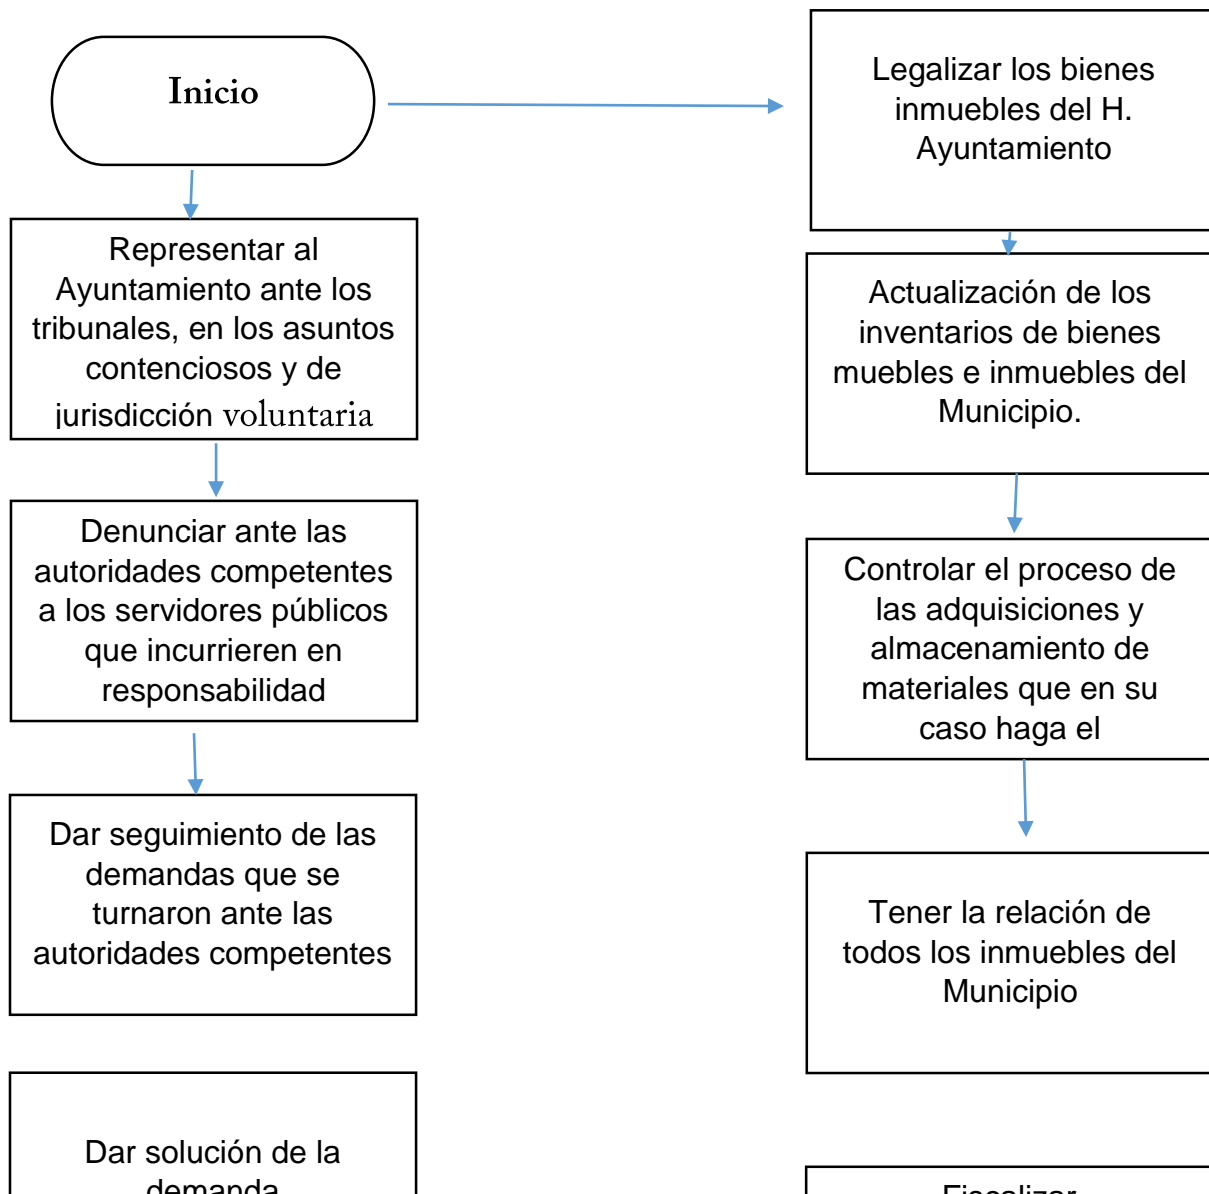 Inicio
Representar al
Ayuntamiento ante los
tribunales, en los asuntos
contenciosos y de
jurisdicción voluntaria
Denunciar ante las
autoridades competentes
a los servidores públicos
que incurrieren en
responsabilidad
Dar seguimiento de las
demandas que se
turnaron ante las
autoridades competentes
Dar solución de la
demanda
Legalizar los bienes
inmuebles del H.
Ayuntamiento
Actualización de los
inventarios de bienes
muebles e inmuebles del
Municipio.
Controlar el proceso de
las adquisiciones y
almacenamiento de
materiales que en su
caso haga el
Tener la relación de
todos los inmuebles del
Municipio
Fiscalizar